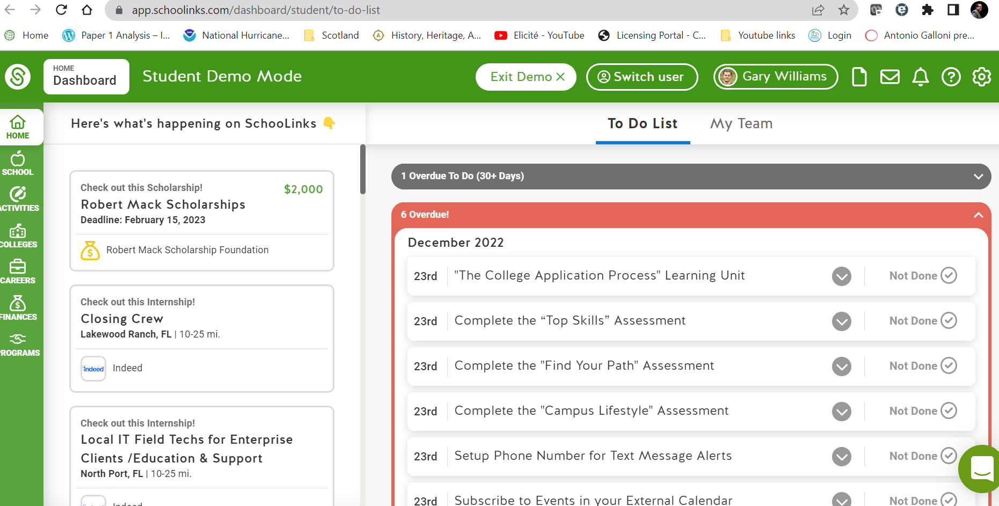 app.schoolinks.com/dashboard/student/to-do-list
Home
Paper 1 Analysis – I...
National Hurricane...
Scotland
History, Heritage, A...
Elicité - YouTube
Licensing Portal - C...
Youtube links
Login
Antonio Galloni pre...
HOME
Dashboard
Student Demo Mode
Exit Demo ×
Switch user
Gary Williams
HOME
SCHOOL
ACTIVITIES
COLLEGES
CAREERS
FINANCES
PROGRAMS
Here's what's happening on SchooLinks 👇
Check out this Scholarship!
$2,000
Robert Mack Scholarships
Deadline: February 15, 2023
Robert Mack Scholarship Foundation
Check out this Internship!
Closing Crew
Lakewood Ranch, FL | 10-25 mi.
indeed
Indeed
Check out this Internship!
Local IT Field Techs for Enterprise
Clients /Education & Support
North Port, FL | 10-25 mi.
Indeed
To Do List
My Team
1 Overdue To Do (30+ Days)
6 Overdue!
December 2022
23rd "The College Application Process" Learning Unit Not Done
23rd Complete the “Top Skills” Assessment Not Done
23rd Complete the "Find Your Path" Assessment Not Done
23rd Complete the "Campus Lifestyle" Assessment Not Done
23rd Setup Phone Number for Text Message Alerts Not Done
23rd Subscribe to Events in your External Calendar Not Done